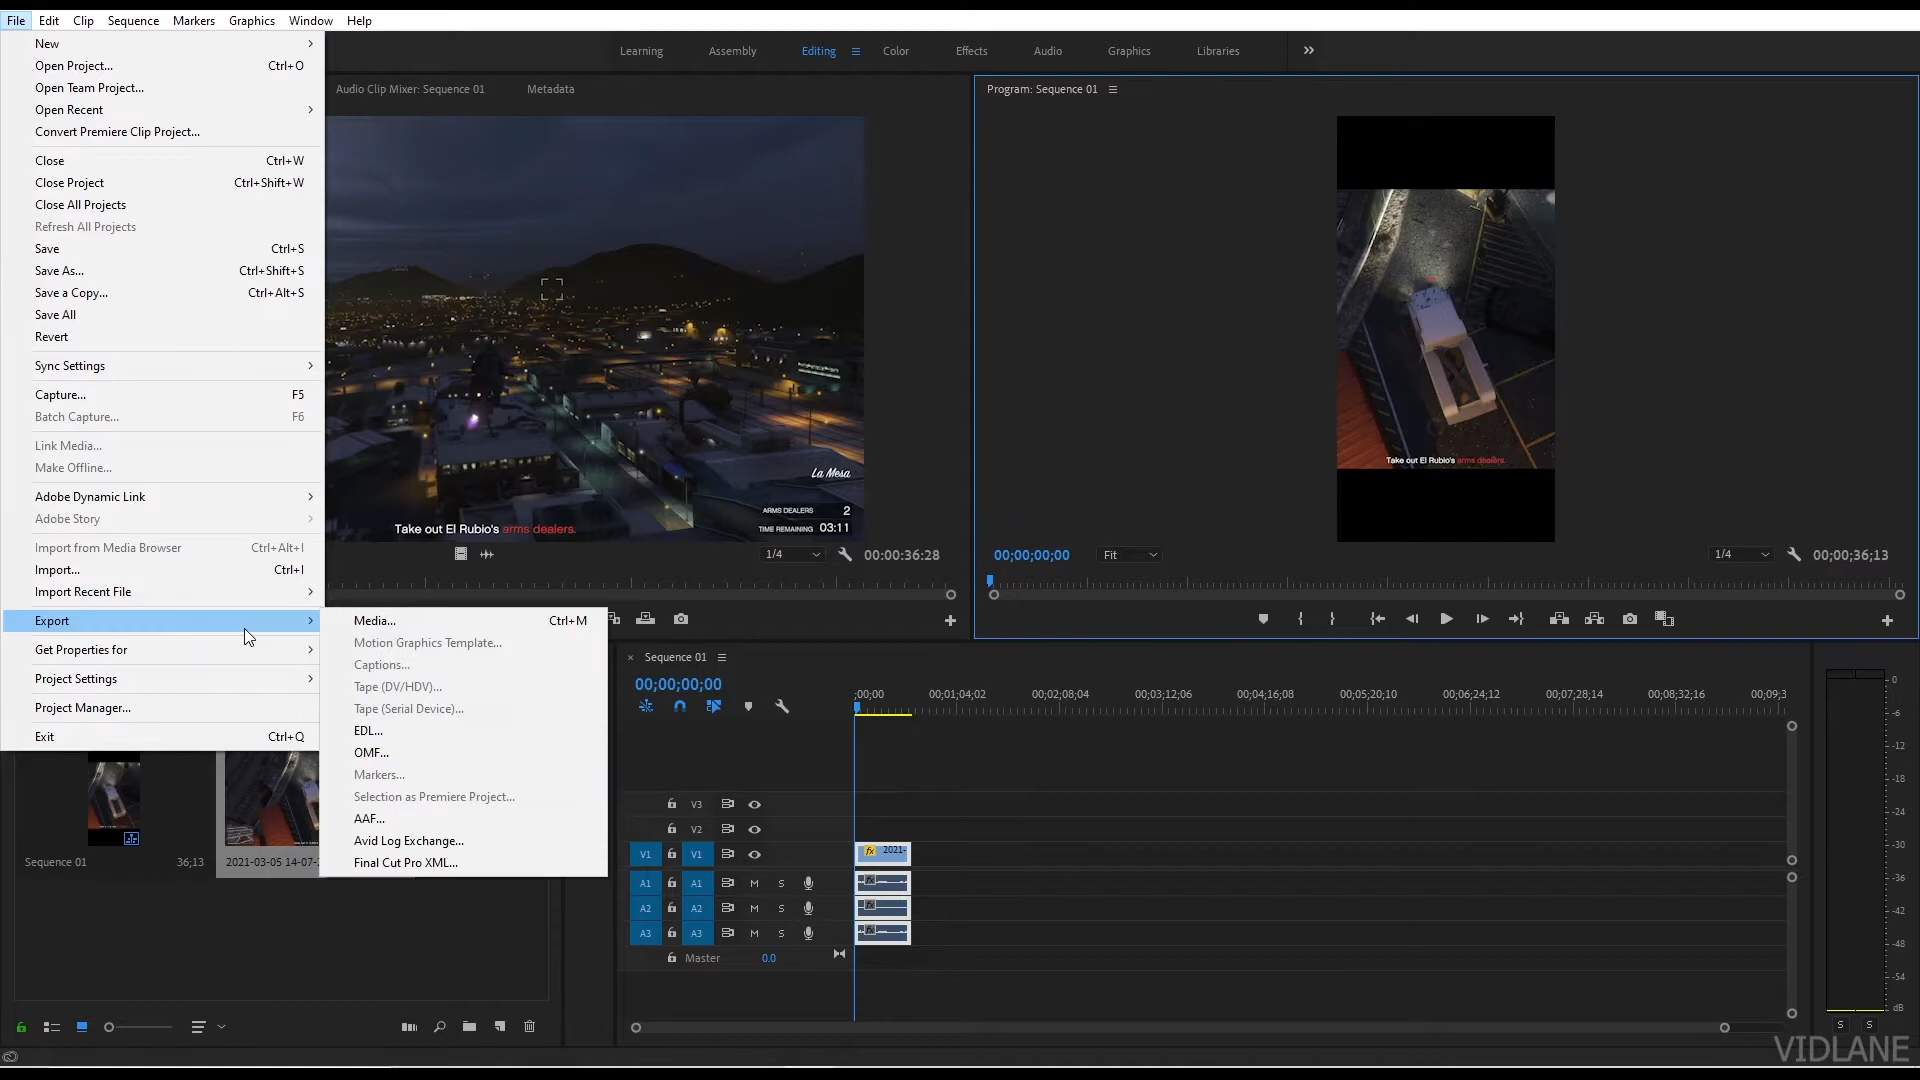 File Edit Clip Sequence Markers Graphics Window Help
New
Open Project... Ctrl+O
Open Team Project...
Open Recent
Convert Premiere Clip Project...
Close Ctrl+W
Close Project Ctrl+Shift+W
Close All Projects
Refresh All Projects
Save Ctrl+S
Save As... Ctrl+Shift+S
Save a Copy... Ctrl+Alt+S
Save All
Revert
Sync Settings
Capture... F5
Batch Capture... F6
Link Media...
Make Offline...
Adobe Dynamic Link
Adobe Story
Import from Media Browser Ctrl+Alt+I
Import... Ctrl+I
Import Recent File
Export
Get Properties for
Project Settings
Project Manager...
Exit Ctrl+Q
Media... Ctrl+M
Motion Graphics Template...
Captions...
Tape (DV/HDV)...
Tape (Serial Device)...
EDL...
OMF...
Markers...
Selection as Premiere Project...
AAF...
Avid Log Exchange...
Final Cut Pro XML...
Learning Assembly Editing Color Effects Audio Graphics Libraries
Audio Clip Mixer: Sequence 01 Metadata
La Mesa
ARMS DEALERS 2
TIME REMAINING 03:11
Take out El Rubio's arms dealers.
1/4 00:00:36:28
Program: Sequence 01
Take out El Rubio's arms dealers.
00;00;00;00 Fit 1/4 00;00;36;13
Sequence 01 36;13
2021-03-05 14-07-
Sequence 01
00;00;00;00
;00;00 00;01;04;02 00;02;08;04 00;03;12;06 00;04;16;08 00;05;20;10 00;06;24;12 00;07;28;14 00;08;32;16 00;09;3
V3
V2
V1 V1 fx 2021-
A1 A1 M S fx
A2 A2 M S fx
A3 A3 M S fx
Master 0.0
0
-6
-12
-18
-24
-30
-36
-42
-48
-54
dB
S S
VIDLANE